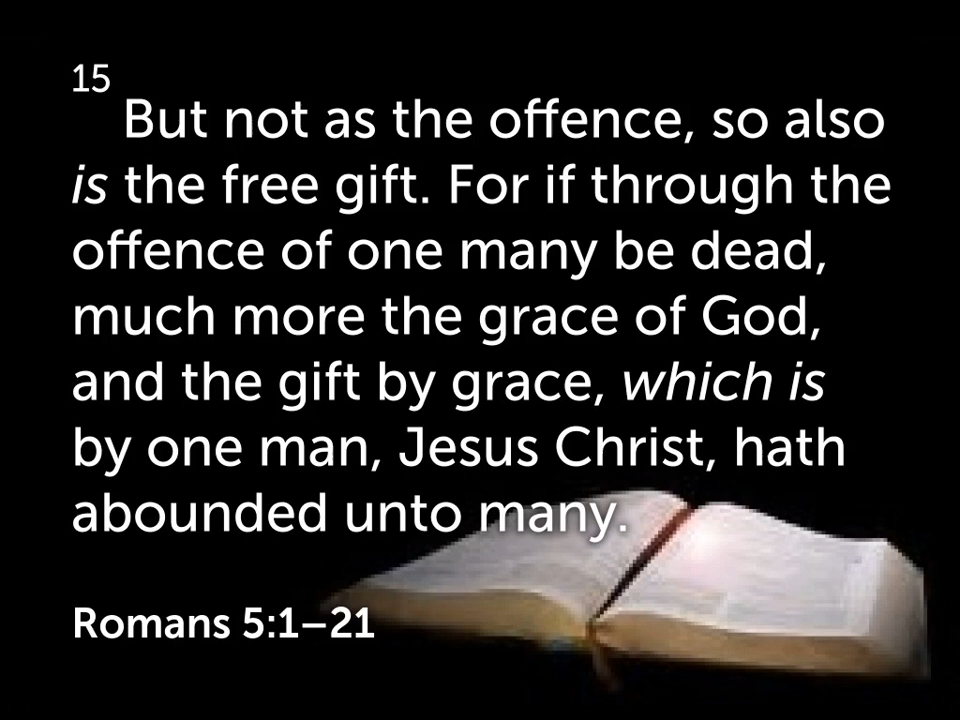 15
But not as the offence, so also
is the free gift. For if through the
offence of one many be dead,
much more the grace of God,
and the gift by grace, which is
by one man, Jesus Christ, hath
abounded unto many.
Romans 5:1–21